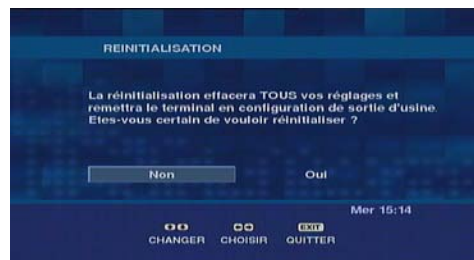 REINITIALISATION
La réinitialisation effacera TOUS vos réglages et
remettra le terminal en configuration de sortie d'usine.
Etes-vous certain de vouloir réinitialiser ?
Non Oui
Mer 15:14
EXIT
CHANGER CHOISIR QUITTER